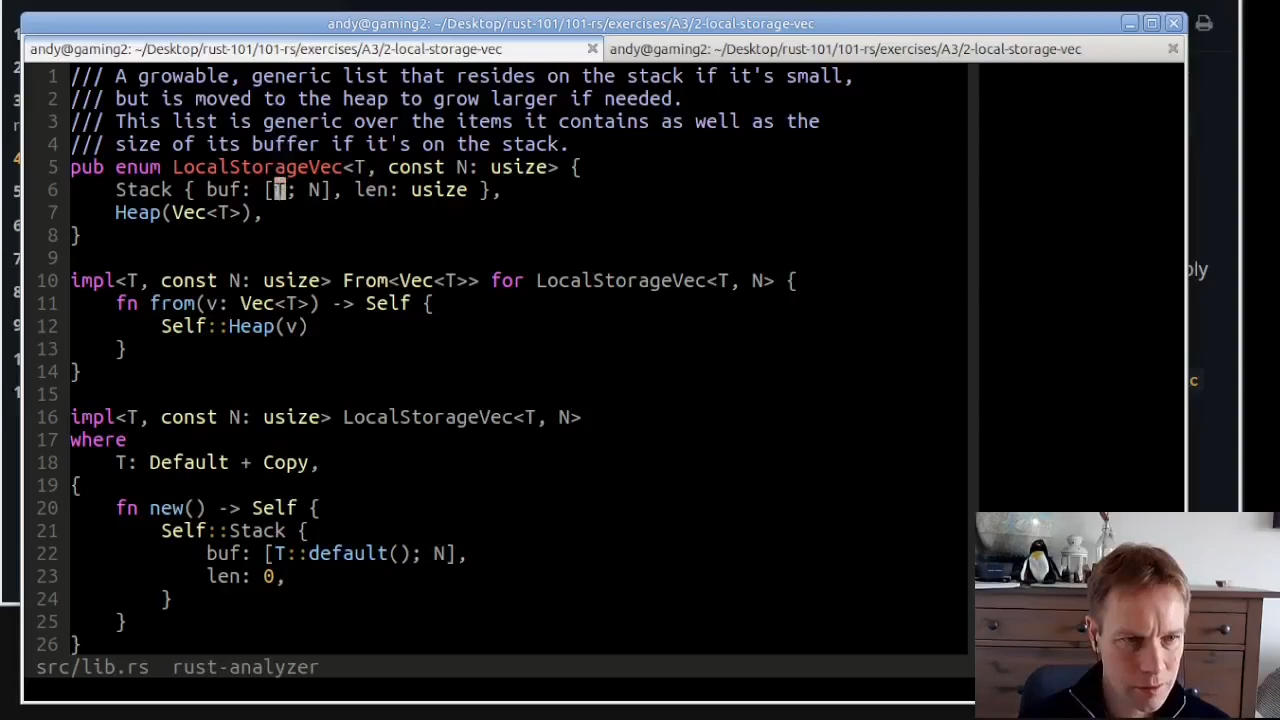 andy@gaming2: ~/Desktop/rust-101/101-rs/exercises/A3/2-local-storage-vec
andy@gaming2: ~/Desktop/rust-101/101-rs/exercises/A3/2-local-storage-vec
andy@gaming2: ~/Desktop/rust-101/101-rs/exercises/A3/2-local-storage-vec
1 /// A growable, generic list that resides on the stack if it's small,
2 /// but is moved to the heap to grow larger if needed.
3 /// This list is generic over the items it contains as well as the
4 /// size of its buffer if it's on the stack.
5 pub enum LocalStorageVec<T, const N: usize> {
6     Stack { buf: [T; N], len: usize },
7     Heap(Vec<T>),
8 }
9
10 impl<T, const N: usize> From<Vec<T>> for LocalStorageVec<T, N> {
11     fn from(v: Vec<T>) -> Self {
12         Self::Heap(v)
13     }
14 }
15
16 impl<T, const N: usize> LocalStorageVec<T, N>
17 where
18     T: Default + Copy,
19 {
20     fn new() -> Self {
21         Self::Stack {
22             buf: [T::default(); N],
23             len: 0,
24         }
25     }
26 }
src/lib.rs  rust-analyzer